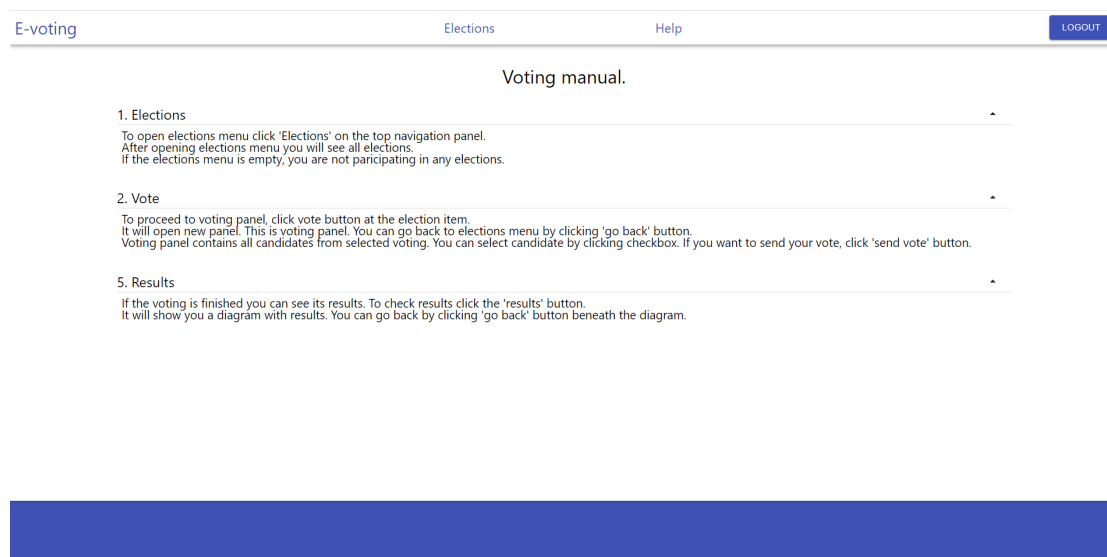 E-voting
Elections
Help
LOGOUT
Voting manual.
1. Elections
To open elections menu click 'Elections' on the top navigation panel.
After opening elections menu you will see all elections.
If the elections menu is empty, you are not paricipating in any elections.
2. Vote
To proceed to voting panel, click vote button at the election item.
It will open new panel. This is voting panel. You can go back to elections menu by clicking 'go back' button.
Voting panel contains all candidates from selected voting. You can select candidate by clicking checkbox. If you want to send your vote, click 'send vote' button.
5. Results
If the voting is finished you can see its results. To check results click the 'results' button.
It will show you a diagram with results. You can go back by clicking 'go back' button beneath the diagram.